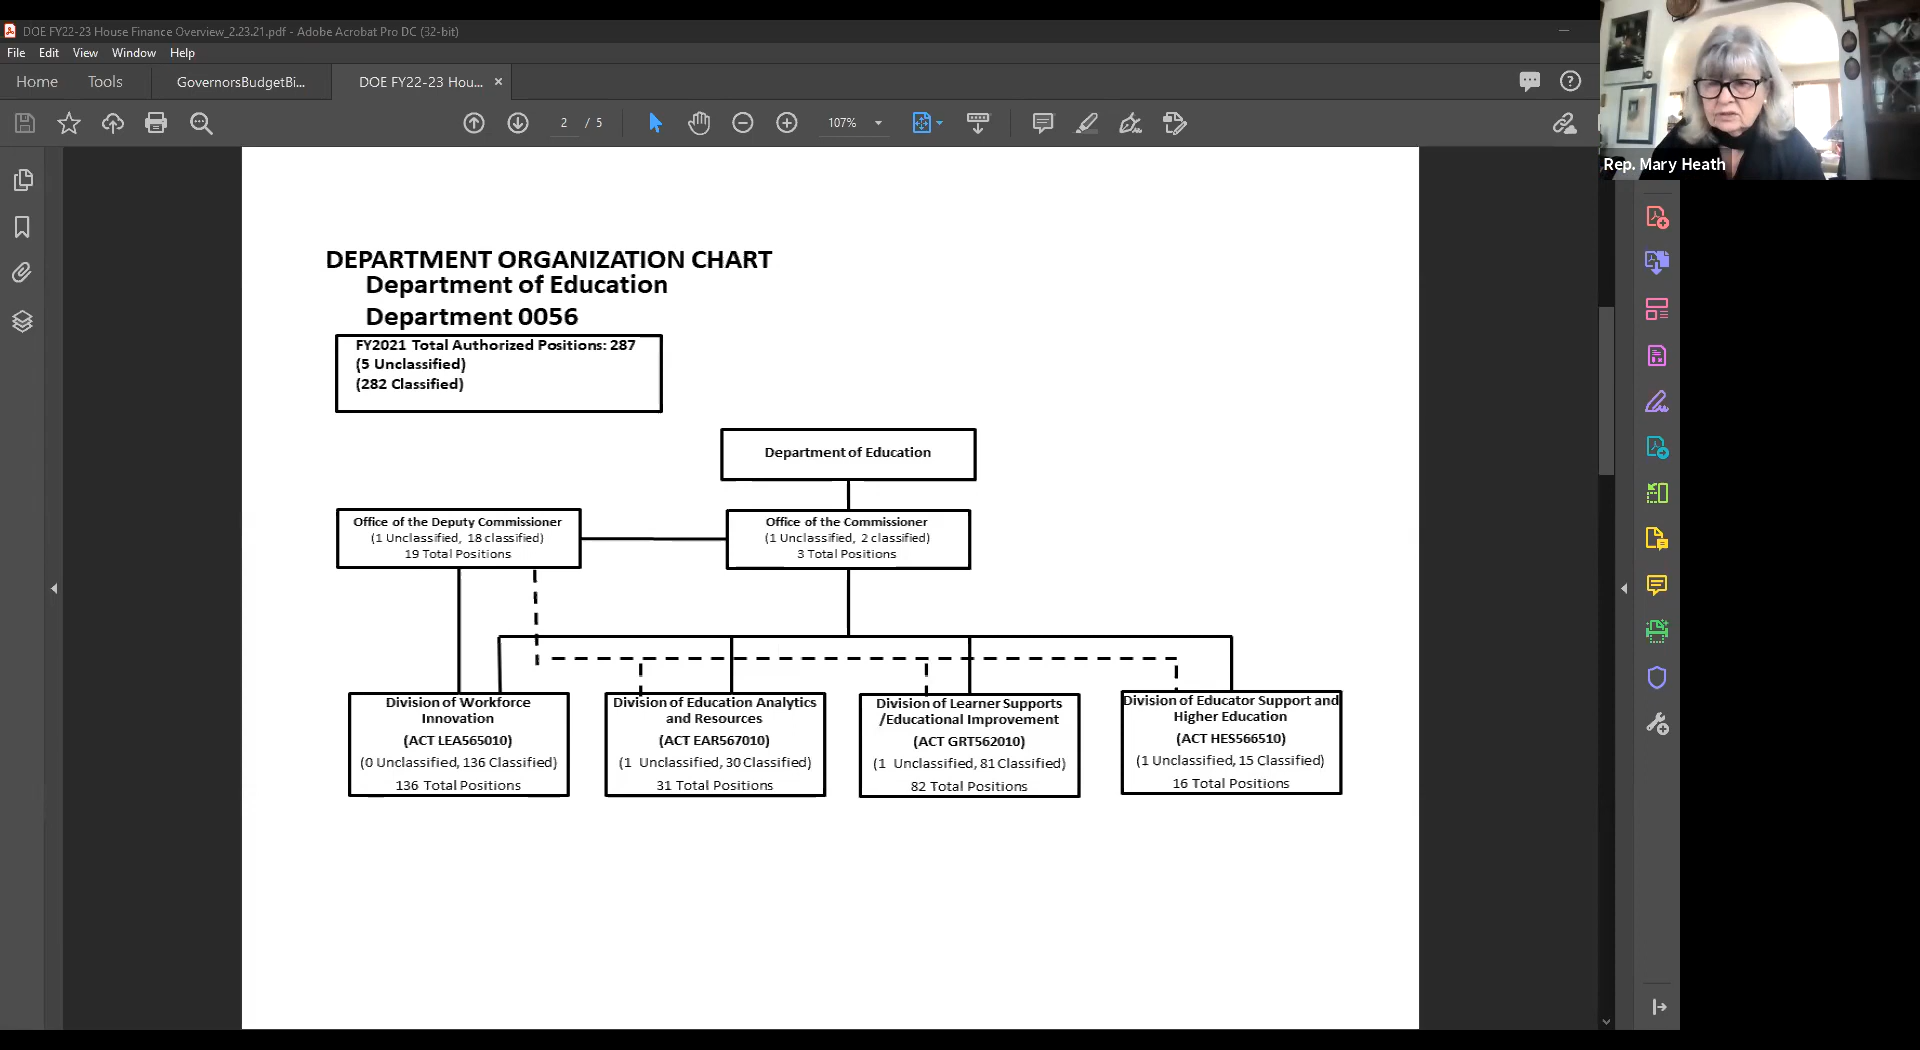 DOE FY22-23 House Finance Overview_2.23.21.pdf - Adobe Acrobat Pro DC (32-bit)
File Edit View Window Help
Home Tools GovernorsBudgetBi... DOE FY22-23 Hou... ×
2 / 5 107%
Rep. Mary Heath
DEPARTMENT ORGANIZATION CHART
Department of Education
Department 0056
FY2021 Total Authorized Positions: 287
(5 Unclassified)
(282 Classified)
Department of Education
Office of the Deputy Commissioner
(1 Unclassified, 18 classified)
19 Total Positions
Office of the Commissioner
(1 Unclassified, 2 classified)
3 Total Positions
Division of Workforce
Innovation
(ACT LEA565010)
(0 Unclassified, 136 Classified)
136 Total Positions
Division of Education Analytics
and Resources
(ACT EAR567010)
(1 Unclassified, 30 Classified)
31 Total Positions
Division of Learner Supports
/Educational Improvement
(ACT GRT562010)
(1 Unclassified, 81 Classified)
82 Total Positions
Division of Educator Support and
Higher Education
(ACT HES566510)
(1 Unclassified, 15 Classified)
16 Total Positions